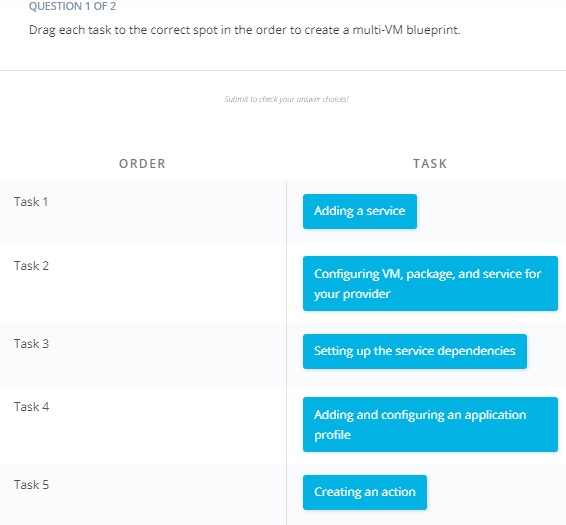 QUESTION 1 OF 2
Drag each task to the correct spot in the order to create a multi-VM blueprint.
Submit to check your answer choices!
ORDER
TASK
Task 1
Adding a service
Task 2
Configuring VM, package, and service for
your provider
Task 3
Setting up the service dependencies
Task 4
Adding and configuring an application
profile
Task 5
Creating an action